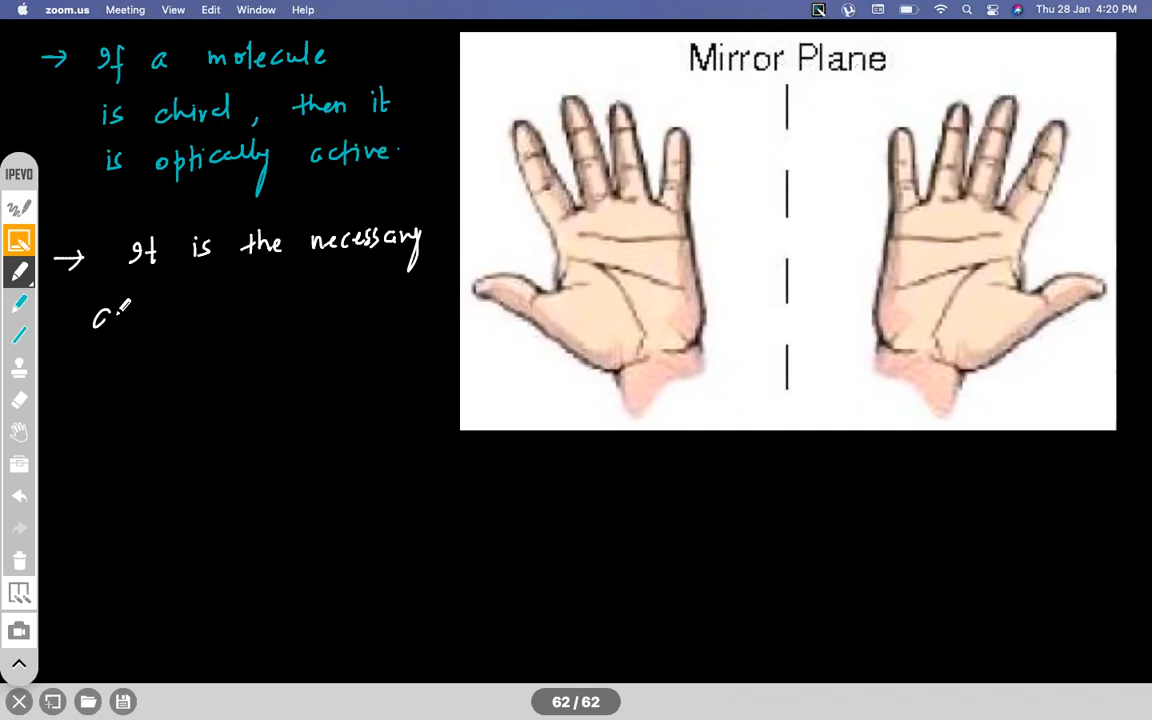 zoom.us Meeting View Edit Window Help Thu 28 Jan 4:20 PM
→ If a molecule
is chiral, then it
is optically active.
→ It is the necessary
Mirror Plane
IPEVO
62 / 62